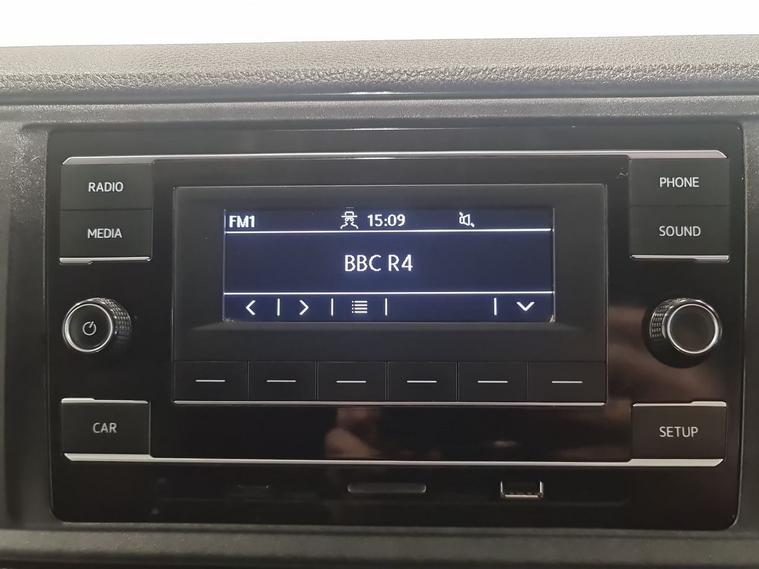 RADIO
PHONE
MEDIA
SOUND
FM1 15:09
BBC R4
CAR
SETUP